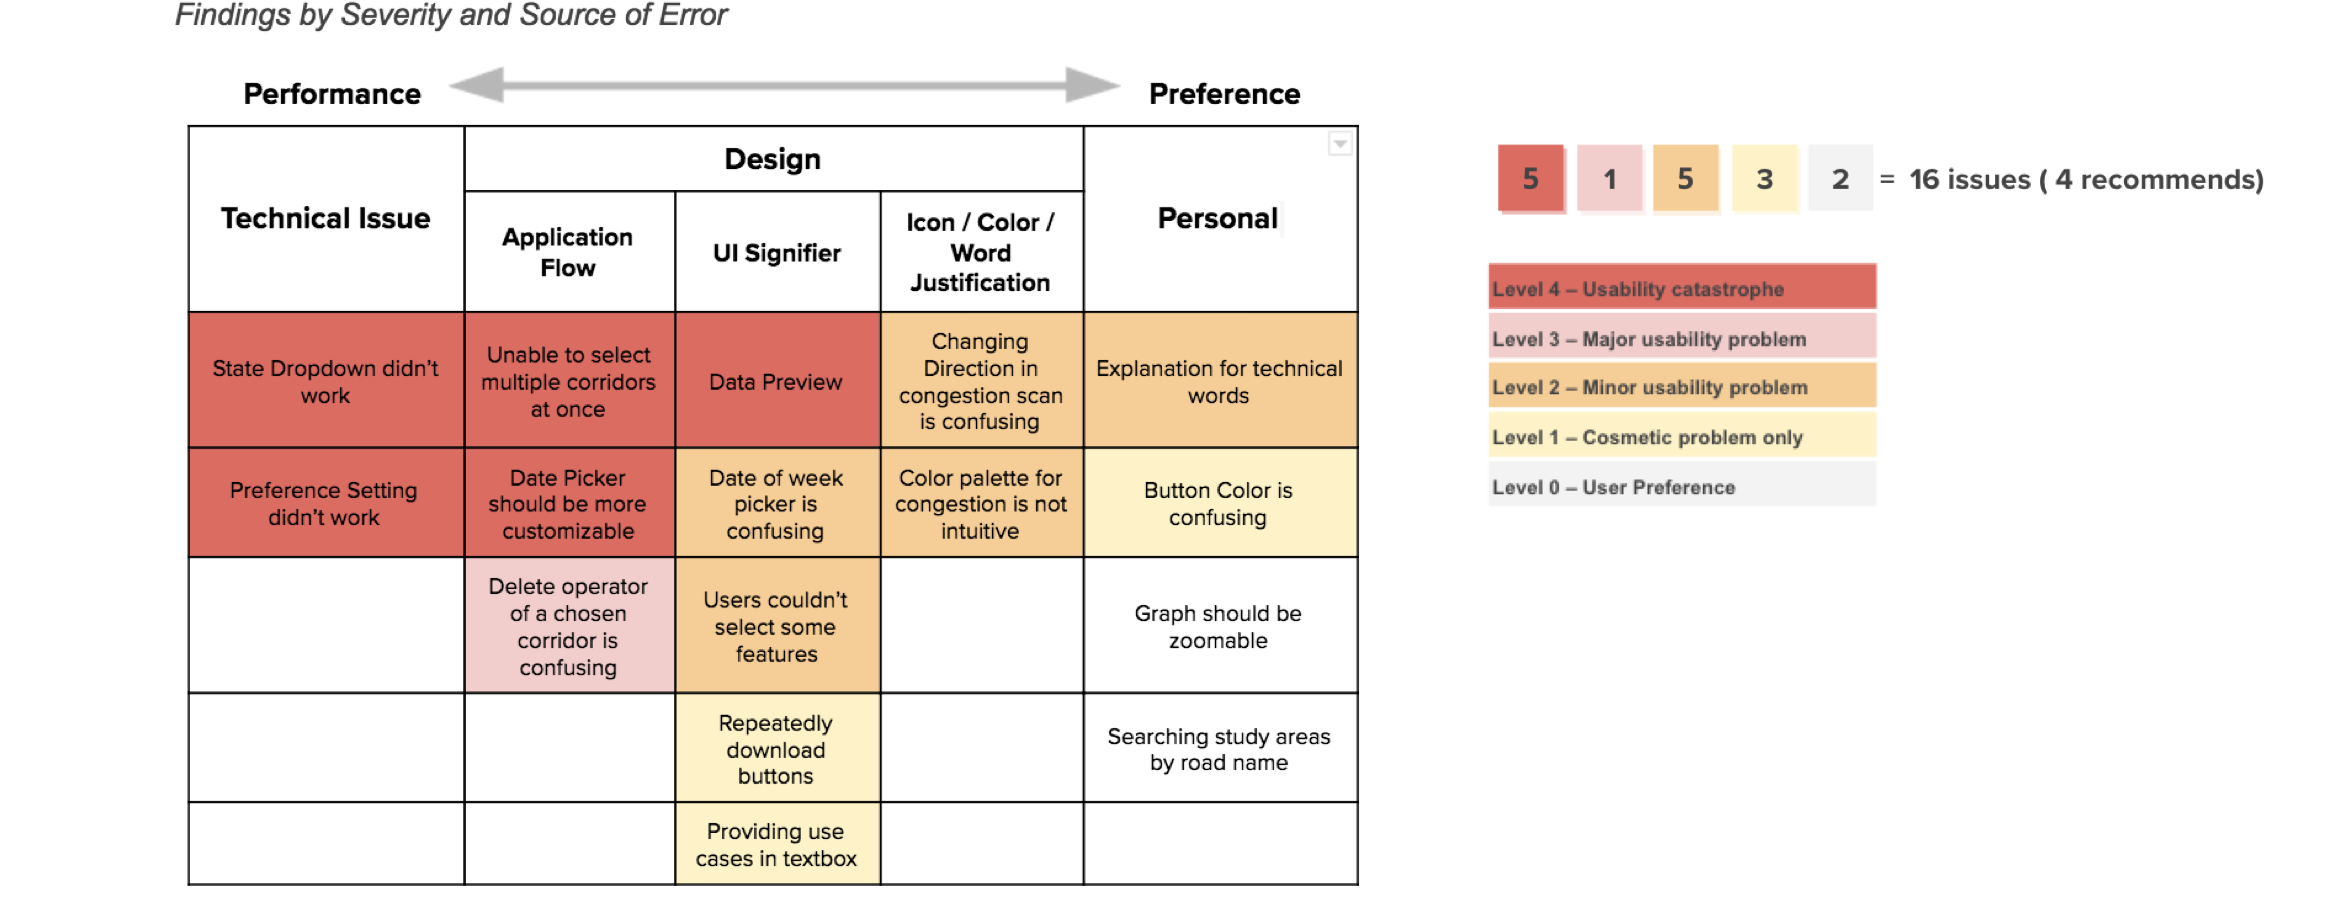 Findings by Severity and Source of Error
Performance
Preference
Technical Issue
Design
Personal
Application
Flow
UI Signifier
Icon / Color /
Word
Justification
State Dropdown didn't
work
Unable to select
multiple corridors
at once
Data Preview
Changing
Direction in
congestion scan
is confusing
Explanation for technical
words
Preference Setting
didn't work
Date Picker
should be more
customizable
Date of week
picker is
confusing
Color palette for
congestion is not
intuitive
Button Color is
confusing
Delete operator
of a chosen
corridor is
confusing
Users couldn't
select some
features
Graph should be
zoomable
Repeatedly
download
buttons
Searching study areas
by road name
Providing use
cases in textbox
5 1 5 3 2 = 16 issues ( 4 recommends)
Level 4 – Usability catastrophe
Level 3 – Major usability problem
Level 2 – Minor usability problem
Level 1 – Cosmetic problem only
Level 0 – User Preference